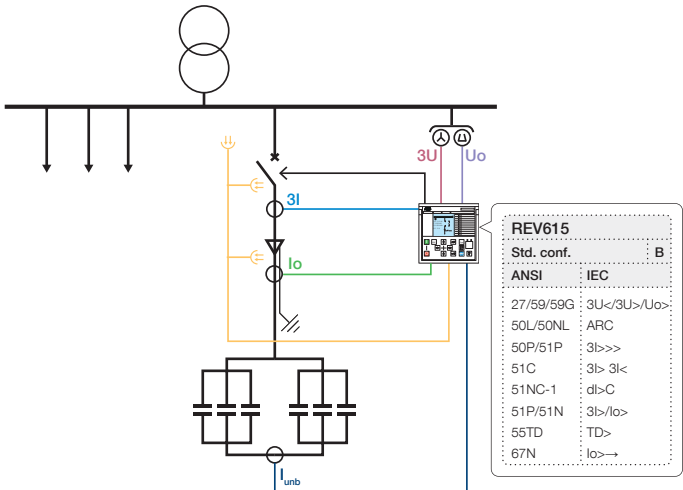 3U
Uo
3I
Io
REV615
Std. conf. B
ANSI IEC
27/59/59G 3U</3U>/Uo>
50L/50NL ARC
50P/51P 3I>>>
51C 3I> 3I<
51NC-1 dI>C
51P/51N 3I>/Io>
55TD TD>
67N Io>→
Iunb